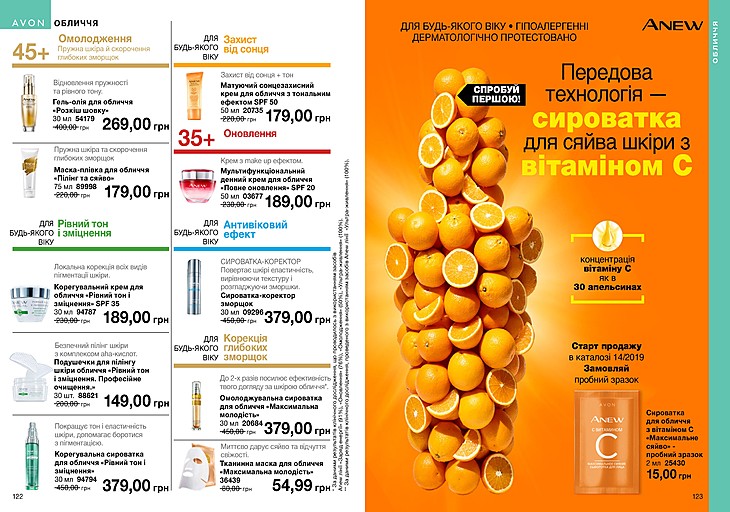 AVON ОБЛИЧЧЯ
45+
Омолодження
Пружна шкіра й скорочення
глибоких зморщок
Відновлення пружності
та рівного тону.
Гель-олія для обличчя
«Розкіш шовку»
30 мл 54179
400,00 грн
269,00 грн
Пружна шкіра та скорочення
глибоких зморщок.
Маска-плівка для обличчя
«Пілінг та сяйво»
75 мл 89998
220,00 грн
179,00 грн
ДЛЯ
БУДЬ-ЯКОГО
ВІКУ
Рівний тон
і зміцнення
Локальна корекція всіх видів
пігментації шкіри.
Корегувальний крем для
обличчя «Рівний тон і
зміцнення» SPF 35
30 мл 94787
230,00 грн
189,00 грн
Безпечний пілінг шкіри
з комплексом aha-кислот.
Подушечки для пілінгу
шкіри обличчя «Рівний тон
і зміцнення. Професійне
очищення.»
30 шт. 88621
200,00 грн
149,00 грн
Покращує тон і еластичність
шкіри, допомагає боротися
з пігментацією.
Корегувальна сироватка
для обличчя «Рівний тон і
зміцнення»
30 мл 94794
450,00 грн
379,00 грн
122
ДЛЯ
БУДЬ-ЯКОГО
ВІКУ
Захист
від сонця
Захист від сонця + тон
Матуючий сонцезахисний
крем для обличчя з тональним
ефектом SPF 50
50 мл 20735
220,00 грн
179,00 грн
35+
Оновлення
Крем з make up ефектом.
Мультифункціональний
денний крем для обличчя
«Повне оновлення» SPF 20
50 мл 03677
230,00 грн
189,00 грн
ДЛЯ
БУДЬ-ЯКОГО
ВІКУ
Антивіковий
ефект
СИРОВАТКА-КОРЕКТОР
Повертає шкірі еластичність,
вирівнюючи текстуру і
розгладжуючи зморшки.
Сироватка-коректор
зморщок
30 мл 09296
450,00 грн
379,00 грн
ДЛЯ
БУДЬ-ЯКОГО
ВІКУ
Корекція
глибоких
зморщок
До 2-х разів посилює ефективність
твого догляду за шкірою обличчя*.
Омолоджувальна сироватка
для обличчя «Максимальна
молодість»
30 мл 20684
450,00 грн
379,00 грн
Миттєво дарує сяйво та відчуття
свіжості.
Тканинна маска для обличчя
«Максимальна молодість»
36439
80,00 грн
54,99 грн
ДЛЯ БУДЬ-ЯКОГО ВІКУ • ГІПОАЛЕРГЕННІ
ДЕРМАТОЛОГІЧНО ПРОТЕСТОВАНО
ANEW
ОБЛИЧЧЯ
СПРОБУЙ
ПЕРШОЮ!
Передова
технологія —
сироватка
для сяйва шкіри з
вітаміном С
концентрація
вітаміну С
як в
30 апельсинах
Старт продажу
в каталозі 14/2019
Замовляй
пробний зразок
AVON
ANEW
С ВИТАМИНОМ
C
Сироватка
для обличчя
з вітаміном С
«Максимальне
сяйво» -
пробний зразок
2 мл 25430
15,00 грн
123